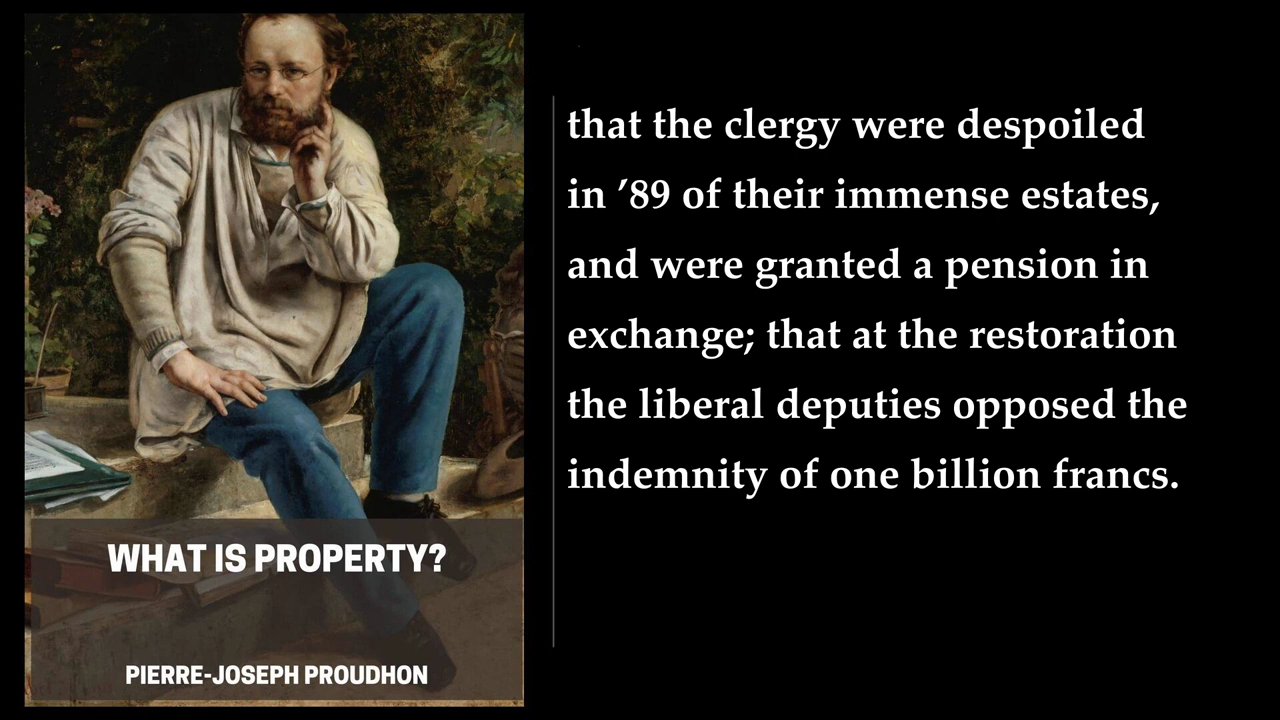 that the clergy were despoiled
in ’89 of their immense estates,
and were granted a pension in
exchange; that at the restoration
the liberal deputies opposed the
indemnity of one billion francs.
WHAT IS PROPERTY?
PIERRE-JOSEPH PROUDHON